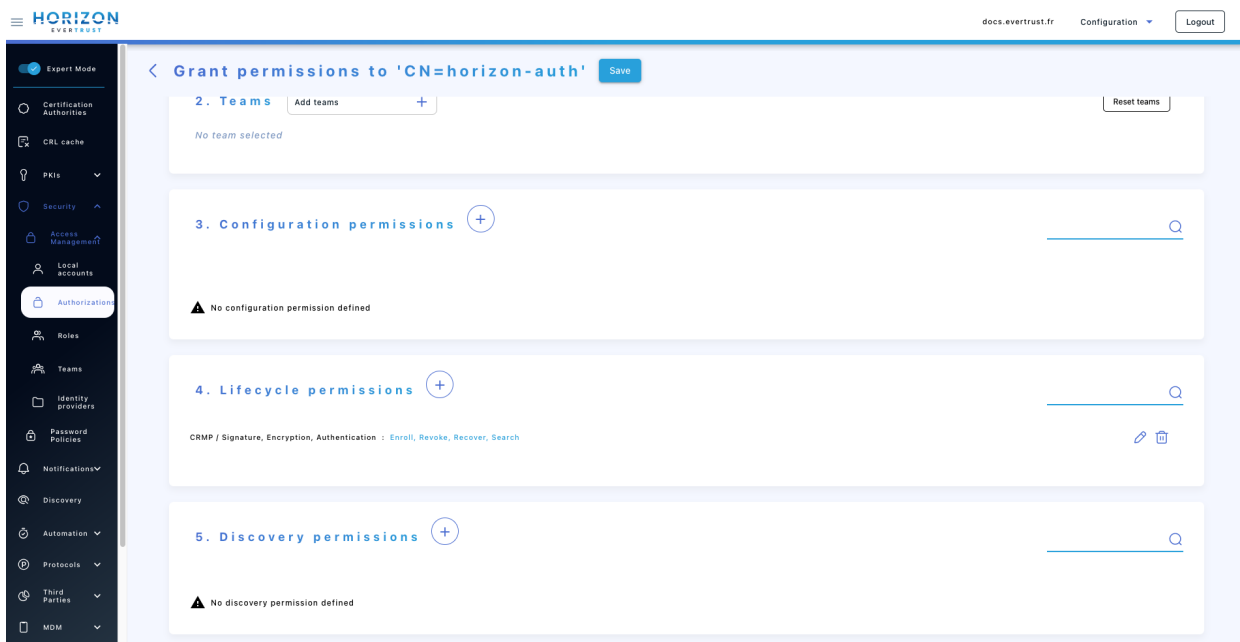 HORIZON
EVERTRUST
docs.evertrust.fr
Configuration
Logout
Expert Mode
Certification
Authorities
CRL cache
PKIs
Security
Access
Management
Local
accounts
Authorizations
Roles
Teams
Identity
providers
Password
Policies
Notifications
Discovery
Automation
Protocols
Third
Parties
MDM
Grant permissions to 'CN=horizon-auth'
Save
2. Teams
Add teams
Reset teams
No team selected
3. Configuration permissions
No configuration permission defined
4. Lifecycle permissions
CRMP / Signature, Encryption, Authentication : Enroll, Revoke, Recover, Search
5. Discovery permissions
No discovery permission defined